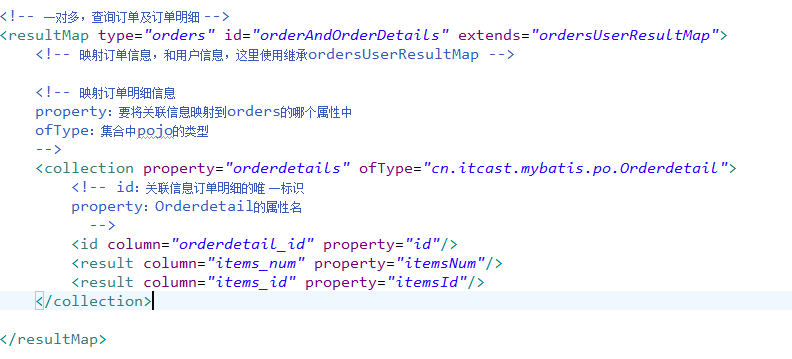 <!-- 一对多，查询订单及订单明细 -->
<resultMap type="orders" id="orderAndOrderDetails" extends="ordersUserResultMap">
<!-- 映射订单信息，和用户信息，这里使用继承ordersUserResultMap -->
<!-- 映射订单明细信息
property：要将关联信息映射到orders的哪个属性中
ofType：集合中pojo的类型
-->
<collection property="orderdetails" ofType="cn.itcast.mybatis.po.Orderdetail">
<!-- id：关联信息订单明细的唯一标识
property：Orderdetail的属性名
-->
<id column="orderdetail_id" property="id"/>
<result column="items_num" property="itemsNum"/>
<result column="items_id" property="itemsId"/>
</collection>
</resultMap>